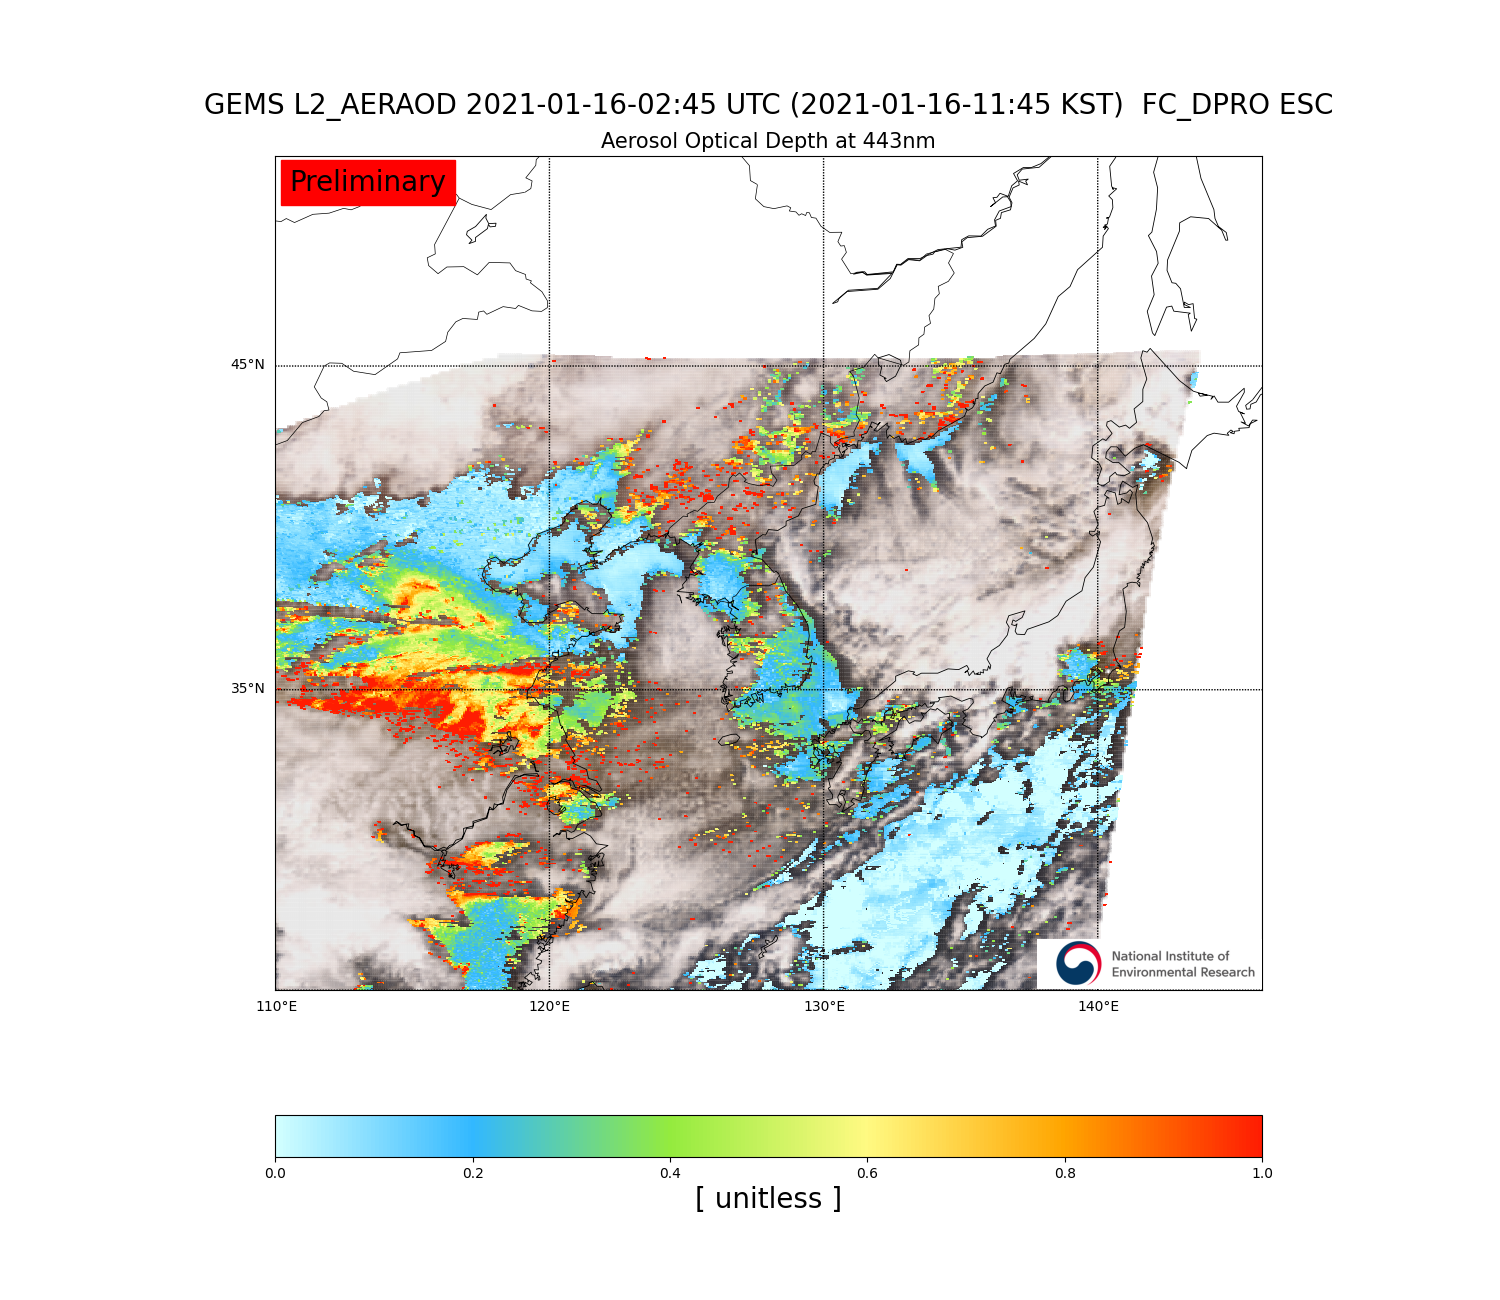 GEMS L2_AERAOD 2021-01-16-02:45 UTC (2021-01-16-11:45 KST)  FC_DPRO ESC
Aerosol Optical Depth at 443nm
Preliminary
45°N
35°N
National Institute of
Environmental Research
110°E
120°E
130°E
140°E
0.0
0.2
0.4
0.6
0.8
1.0
[ unitless ]